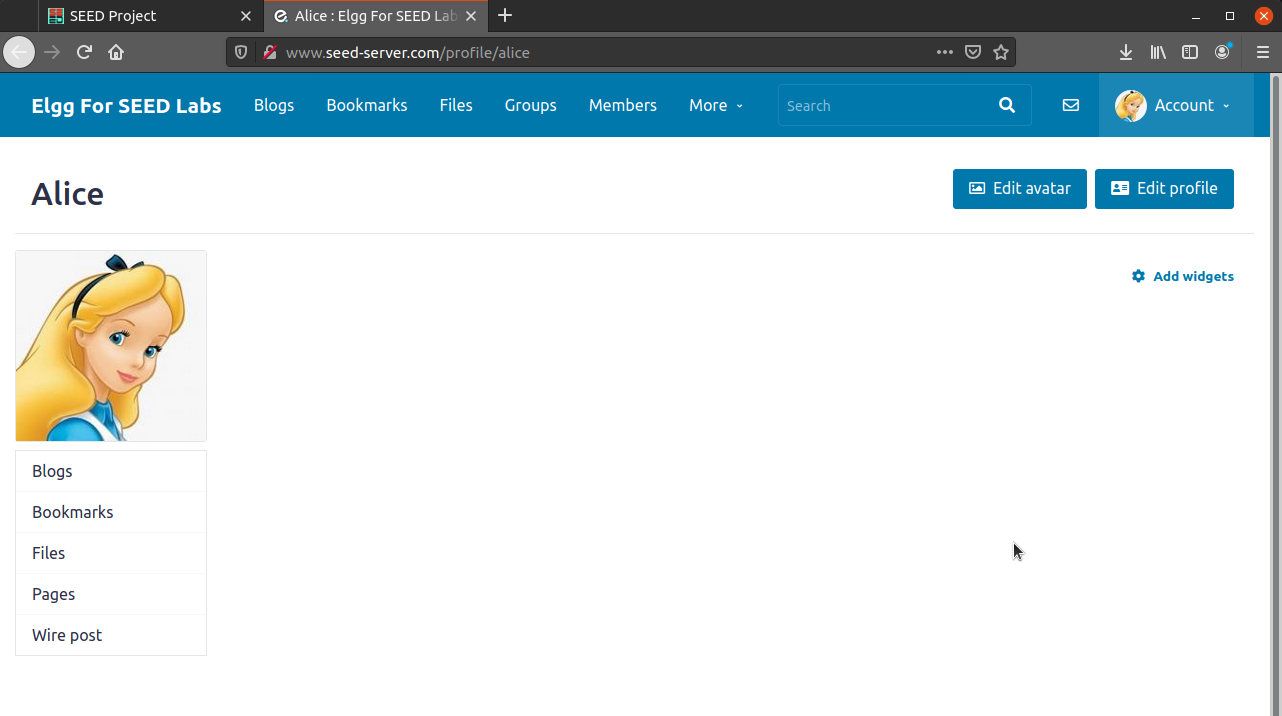 SEED Project
Alice : Elgg For SEED Lab
www.seed-server.com/profile/alice
Elgg For SEED Labs Blogs Bookmarks Files Groups Members More Search Account
Alice
Edit avatar Edit profile
Add widgets
Blogs
Bookmarks
Files
Pages
Wire post